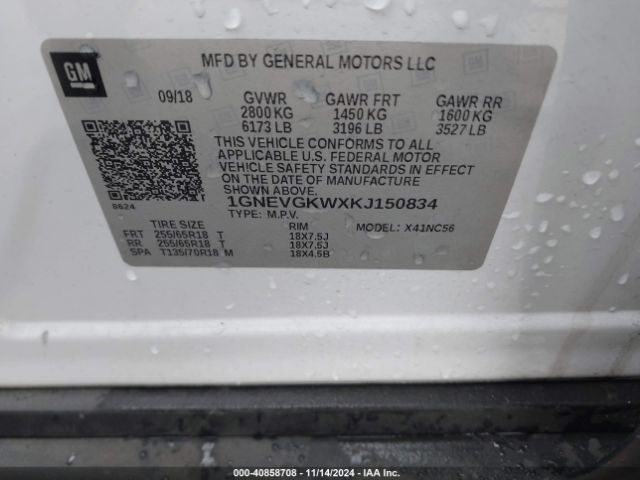 GM
MFD BY GENERAL MOTORS LLC
09/18 GVWR GAWR FRT GAWR RR
2800 KG 1450 KG 1600 KG
6173 LB 3196 LB 3527 LB
THIS VEHICLE CONFORMS TO ALL
APPLICABLE U.S. FEDERAL MOTOR
VEHICLE SAFETY STANDARDS IN EFFECT
ON THE DATE OF MANUFACTURE
SHOWN ABOVE.
8624 1GNEVGKWXKJ150834
TYPE: M.P.V. MODEL: X41NC56
TIRE SIZE RIM
FRT 255/65R18 T 18X7.5J
RR 255/65R18 T 18X7.5J
SPA T135/70R18 M 18X4.5B
000-40858708 - 11/14/2024 - IAA Inc.